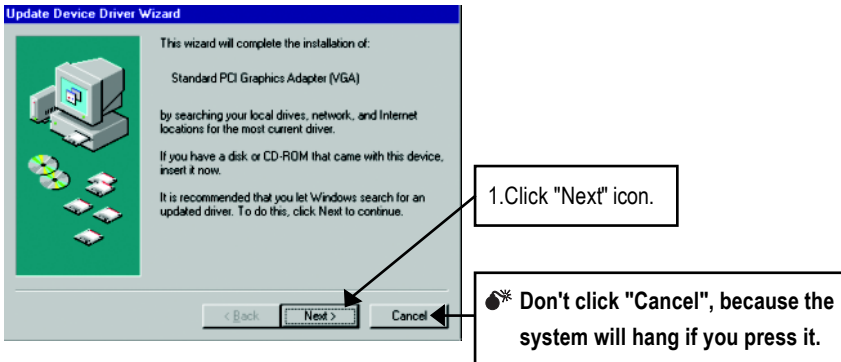 Update Device Driver Wizard
This wizard will complete the installation of:
Standard PCI Graphics Adapter (VGA)
by searching your local drives, network, and Internet
locations for the most current driver.
If you have a disk or CD-ROM that came with this device,
insert it now.
It is recommended that you let Windows search for an
updated driver. To do this, click Next to continue.
< Back
Next >
Cancel
1.Click "Next" icon.
Don't click "Cancel", because the
system will hang if you press it.